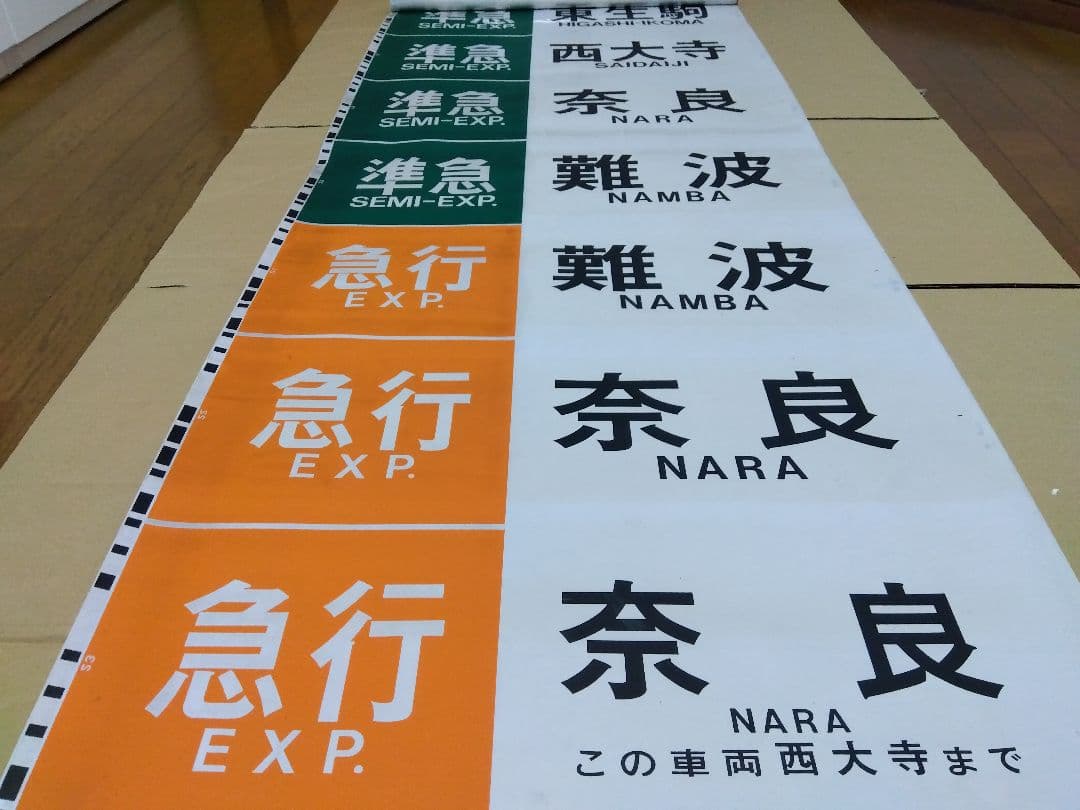 準急 東生駒
SEMI-EXP. HIGASHI-IKOMA
準急 西大寺
SEMI-EXP. SAIDAIJI
準急 奈良
SEMI-EXP. NARA
準急 難波
SEMI-EXP. NAMBA
急行 難波
EXP. NAMBA
急行 奈良
EXP. NARA
55
急行 奈良
EXP. NARA
この車両西大寺まで
53